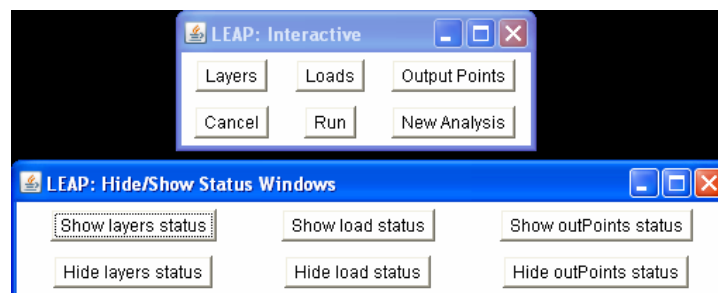 LEAP: Interactive
Layers Loads Output Points
Cancel Run New Analysis
LEAP: Hide/Show Status Windows
Show layers status Show load status Show outPoints status
Hide layers status Hide load status Hide outPoints status